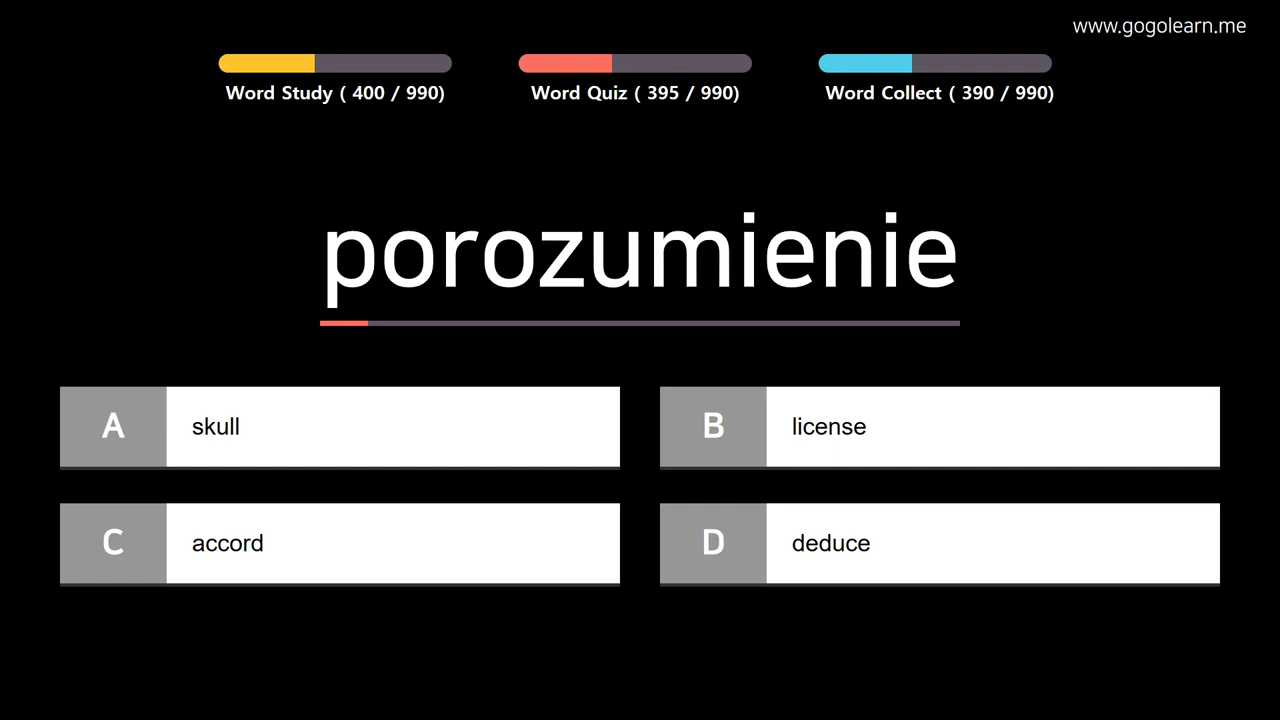 www.gogolearn.me
Word Study ( 400 / 990)
Word Quiz ( 395 / 990)
Word Collect ( 390 / 990)
porozumienie
A skull
B license
C accord
D deduce